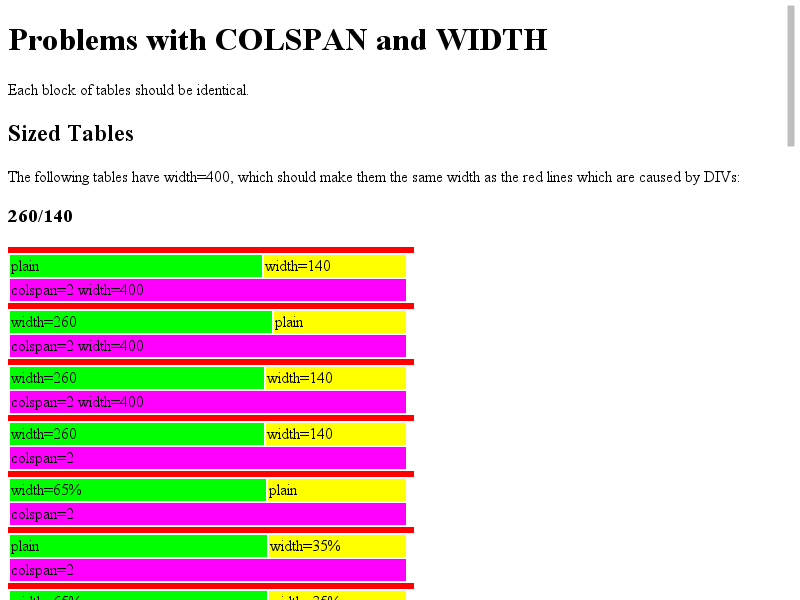 Problems with COLSPAN and WIDTH
Each block of tables should be identical.
Sized Tables
The following tables have width=400, which should make them the same width as the red lines which are caused by DIVs:
260/140
plain width=140
colspan=2 width=400
width=260 plain
colspan=2 width=400
width=260 width=140
colspan=2 width=400
width=260 width=140
colspan=2
width=65% plain
colspan=2
plain width=35%
colspan=2
width=65% width=35%